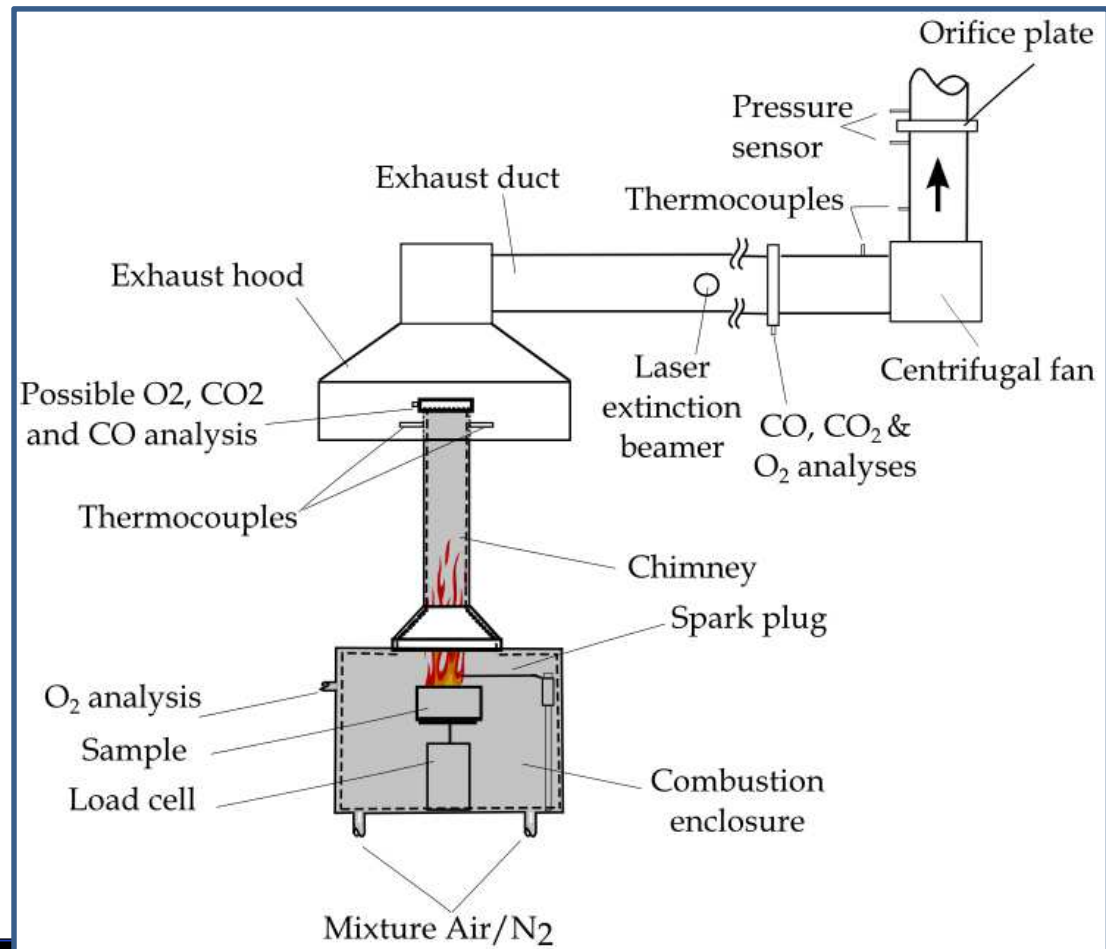 Orifice plate
Pressure
sensor
Exhaust duct
Thermocouples
Exhaust hood
Centrifugal fan
Laser
extinction
beamer
Possible O2, CO2
and CO analysis
CO, CO₂ &
O₂ analyses
Thermocouples
Chimney
Spark plug
O₂ analysis
Sample
Load cell
Combustion
enclosure
Mixture Air/N2